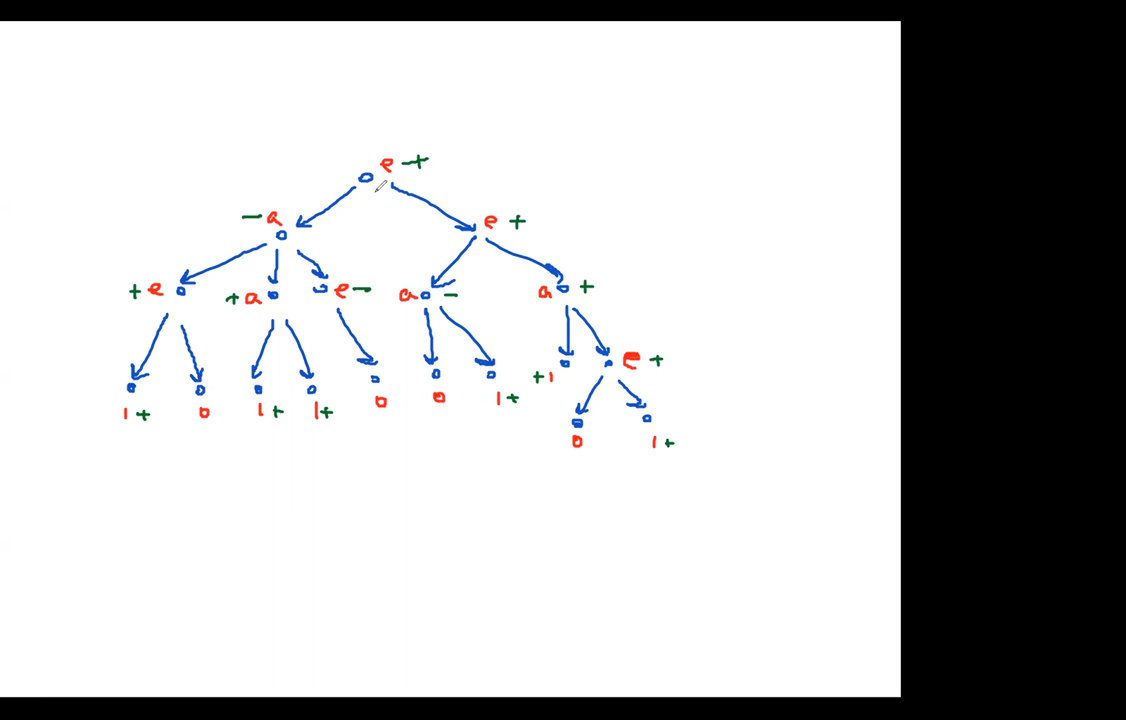 e +
- a
e +
+ e
+ a
e -
a -
a +
1 +
0
1 +
1 +
0
0
1 +
+ 1
e +
0
1 +